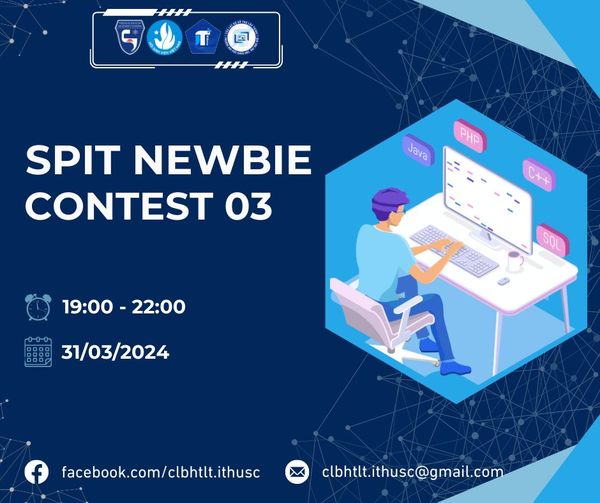 SPIT NEWBIE
CONTEST 03
Java
PHP
C++
SQL
19:00 - 22:00
31/03/2024
facebook.com/clbhtlt.ithusc
clbhtlt.ithusc@gmail.com